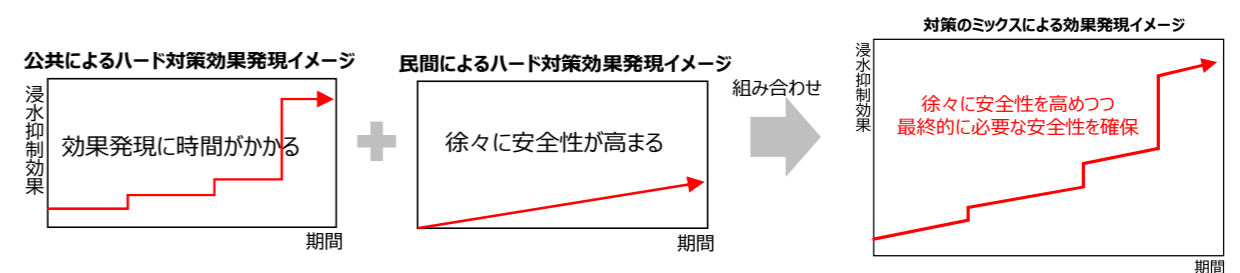 公共によるハード対策効果発現イメージ
浸水抑制効果
効果発現に時間がかかる
期間
民間によるハード対策効果発現イメージ
徐々に安全性が高まる
期間
組み合わせ
対策のミックスによる効果発現イメージ
浸水抑制効果
徐々に安全性を高めつつ
最終的に必要な安全性を確保
期間